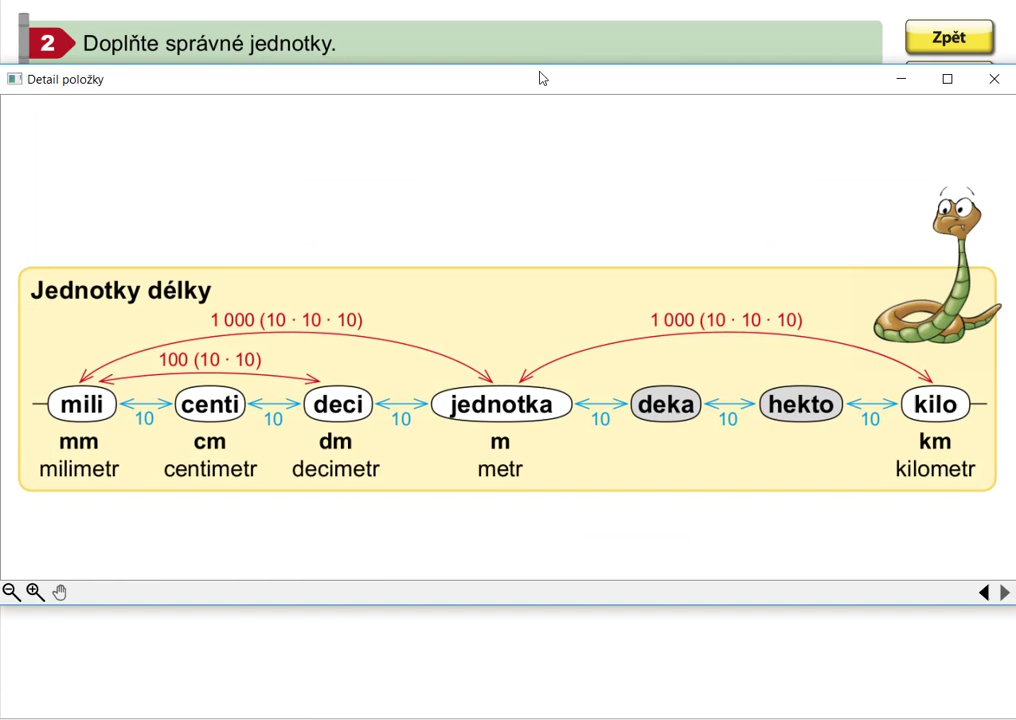 2 Doplňte správné jednotky.
Zpět
Detail položky
Jednotky délky
1 000 (10 · 10 · 10) 1 000 (10 · 10 · 10)
100 (10 · 10)
mili centi deci jednotka deka hekto kilo
10 10 10 10 10 10
mm cm dm m km
milimetr centimetr decimetr metr kilometr